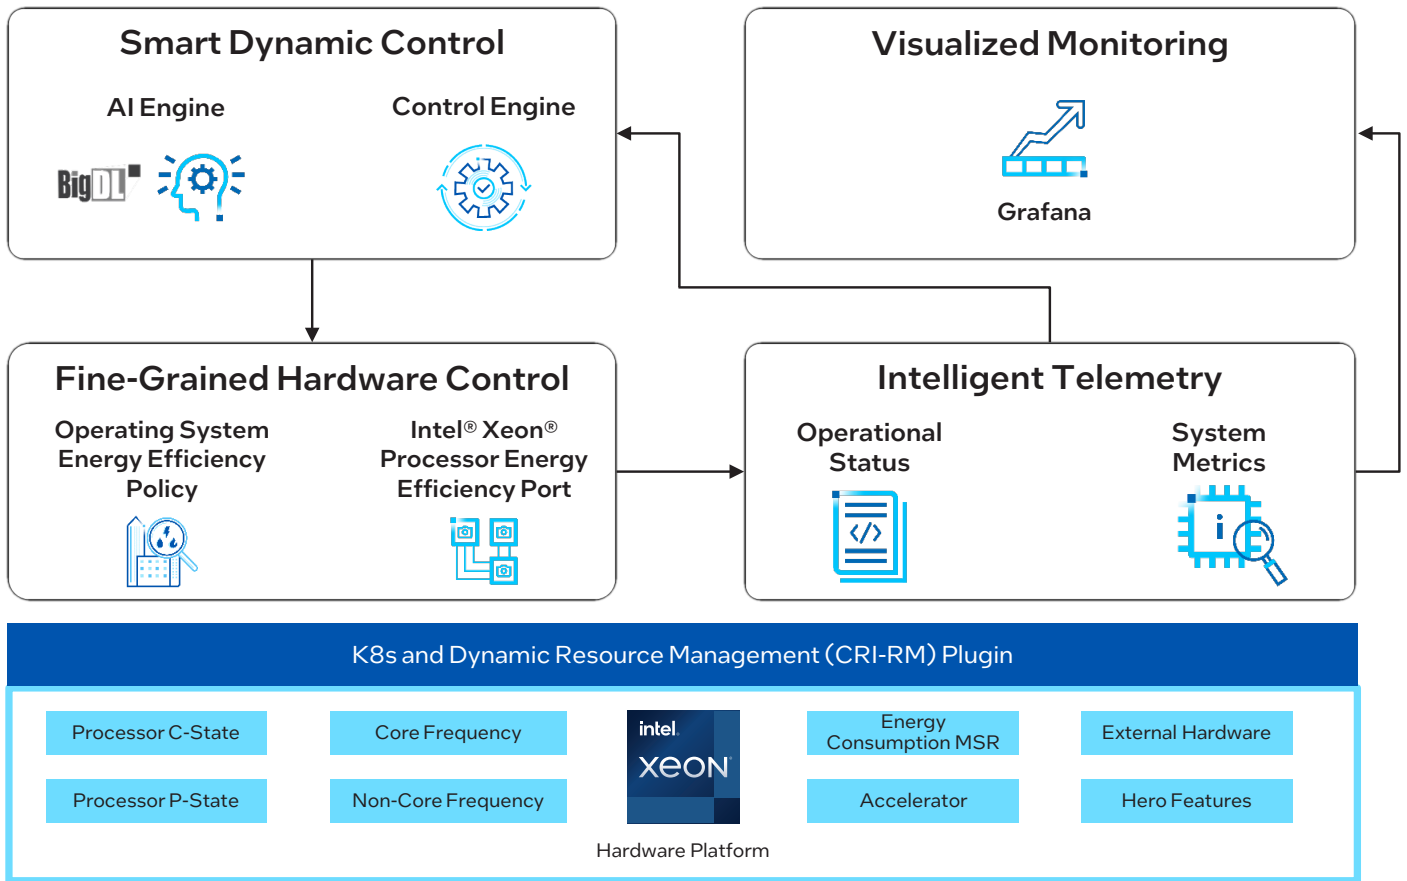 Smart Dynamic Control
AI Engine
Control Engine
BigDL
Visualized Monitoring
Grafana
Fine-Grained Hardware Control
Operating System
Energy Efficiency
Policy
Intel® Xeon®
Processor Energy
Efficiency Port
Intelligent Telemetry
Operational
Status
</>
System
Metrics
i
K8s and Dynamic Resource Management (CRI-RM) Plugin
Processor C-State
Core Frequency
intel.
xeon®
Energy
Consumption MSR
External Hardware
Processor P-State
Non-Core Frequency
Accelerator
Hero Features
Hardware Platform